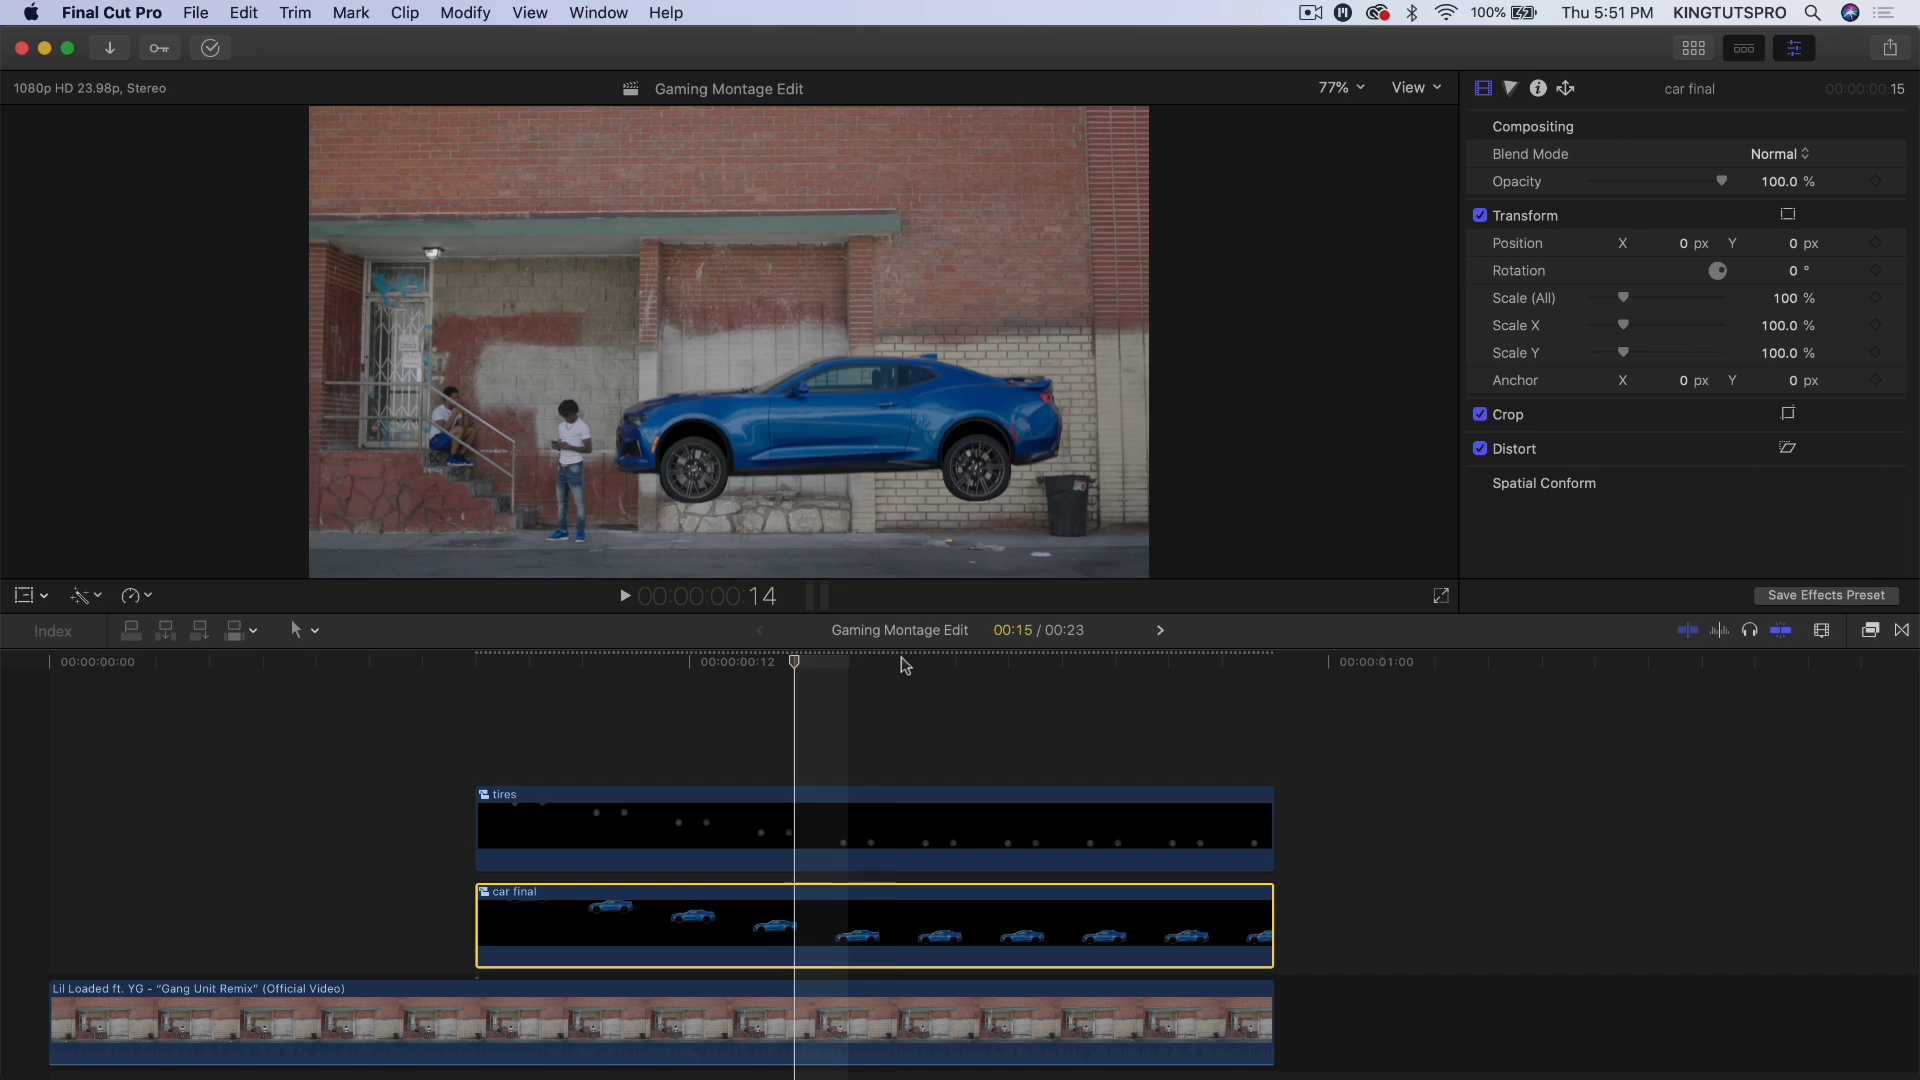 Final Cut Pro File Edit Trim Mark Clip Modify View Window Help 100% Thu 5:51 PM KINGTUTSPRO
1080p HD 23.98p, Stereo Gaming Montage Edit 77% View car final 00:00:00:15
Compositing
Blend Mode Normal
Opacity 100.0 %
Transform
Position X 0 px Y 0 px
Rotation 0 °
Scale (All) 100 %
Scale X 100.0 %
Scale Y 100.0 %
Anchor X 0 px Y 0 px
Crop
Distort
Spatial Conform
00:00:00:14 Save Effects Preset
Index Gaming Montage Edit 00:15 / 00:23
00:00:00:00 00:00:00:12 00:00:01:00
tires
car final
Lil Loaded ft. YG - “Gang Unit Remix” (Official Video)